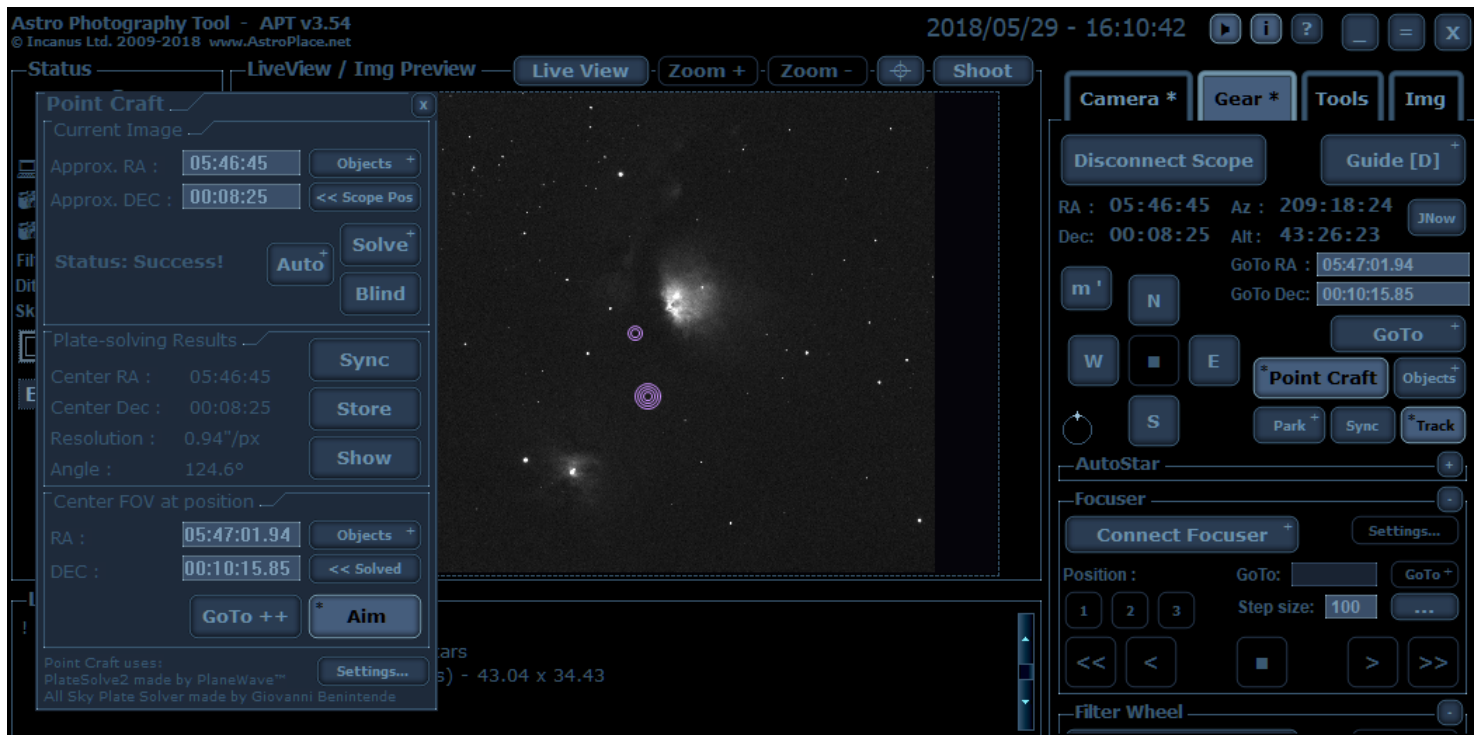 Astro Photography Tool - APT v3.54
© Incanus Ltd. 2009-2018 www.AstroPlace.net
2018/05/29 - 16:10:42
i ? _ = x
Status
LiveView / Img Preview
Live View
Zoom +
Zoom -
Shoot
Point Craft
x
Current Image
Approx. RA : 05:46:45 Objects +
Approx. DEC : 00:08:25 << Scope Pos
Status: Success! Auto + Solve +
Blind
Plate-solving Results
Sync
Center RA : 05:46:45
Center Dec : 00:08:25 Store
Resolution : 0.94"/px
Angle : 124.6º Show
Center FOV at position
RA : 05:47:01.94 Objects +
DEC : 00:10:15.85 << Solved
GoTo ++ * Aim
Point Craft uses:
PlateSolve2 made by PlaneWave™
All Sky Plate Solver made by Giovanni Benintende
Settings...
Fil
Dit
Sk
E
L
!
ars
s) - 43.04 x 34.43
Camera * Gear * Tools Img
Disconnect Scope Guide [D] +
RA : 05:46:45 Az : 209:18:24 JNow
Dec: 00:08:25 Alt : 43:26:23
GoTo RA : 05:47:01.94
GoTo Dec: 00:10:15.85
m '
N
GoTo +
W E
*Point Craft Objects +
S
Park + Sync *Track
AutoStar +
Focuser -
Connect Focuser + Settings...
Position : GoTo: GoTo +
1 2 3 Step size: 100 ...
<< < > >>
Filter Wheel -